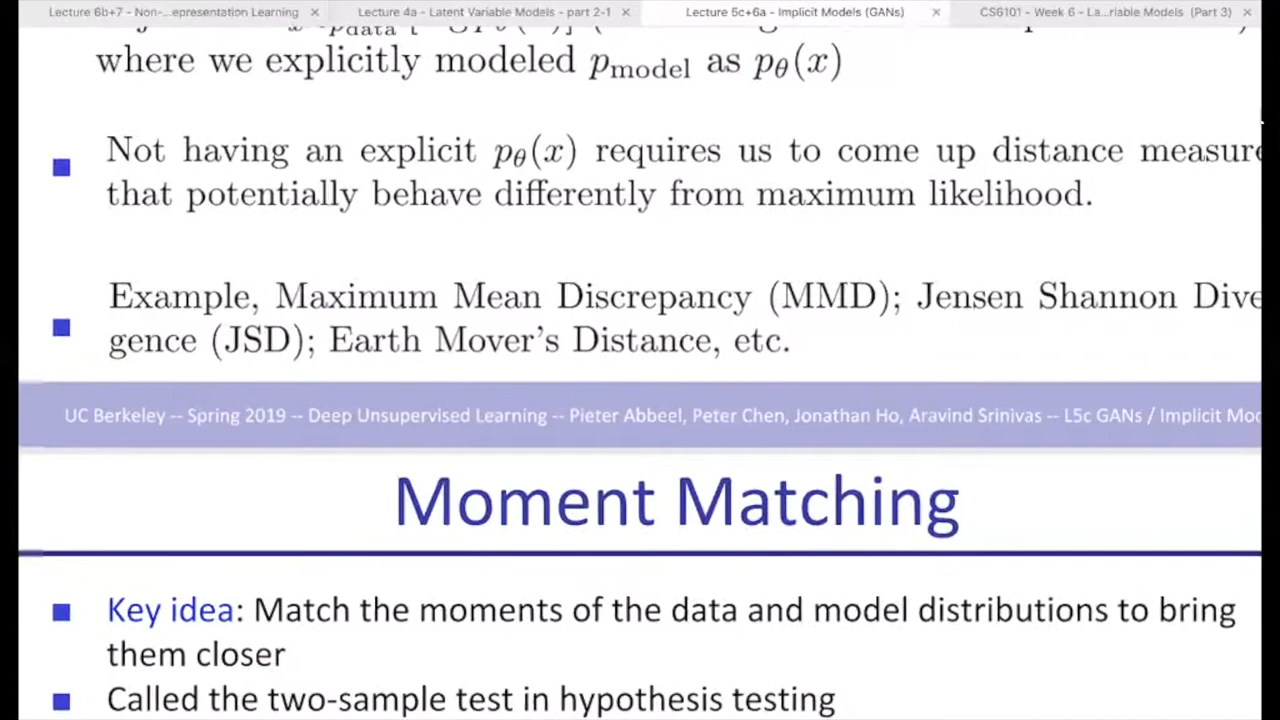 Lecture 6b+7 - Non-...epresentation Learning × Lecture 4a - Latent Variable Models - part 2-1 × Lecture 5c+6a - Implicit Models (GANs) × CS6101 - Week 6 - La...riable Models (Part 3) ×
where we explicitly modeled p_model as p_θ(x)
Not having an explicit p_θ(x) requires us to come up distance measure
that potentially behave differently from maximum likelihood.
Example, Maximum Mean Discrepancy (MMD); Jensen Shannon Dive
gence (JSD); Earth Mover's Distance, etc.
UC Berkeley -- Spring 2019 -- Deep Unsupervised Learning -- Pieter Abbeel, Peter Chen, Jonathan Ho, Aravind Srinivas -- L5c GANs / Implicit Mo
Moment Matching
Key idea: Match the moments of the data and model distributions to bring
them closer
Called the two-sample test in hypothesis testing